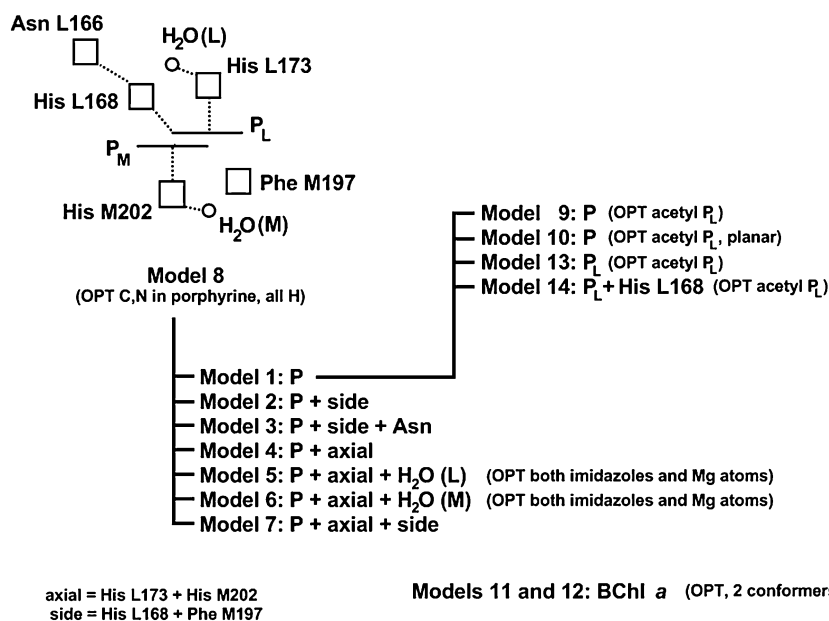 Asn L166
H2O(L)
His L173
His L168
PL
PM
Phe M197
His M202
H2O(M)
Model 8
(OPT C,N in porphyrine, all H)
Model 9: P (OPT acetyl PL)
Model 10: P (OPT acetyl PL, planar)
Model 13: PL (OPT acetyl PL)
Model 14: PL+ His L168 (OPT acetyl PL)
Model 1: P
Model 2: P + side
Model 3: P + side + Asn
Model 4: P + axial
Model 5: P + axial + H2O (L) (OPT both imidazoles and Mg atoms)
Model 6: P + axial + H2O (M) (OPT both imidazoles and Mg atoms)
Model 7: P + axial + side
axial = His L173 + His M202
side = His L168 + Phe M197
Models 11 and 12: BChl a (OPT, 2 conformers